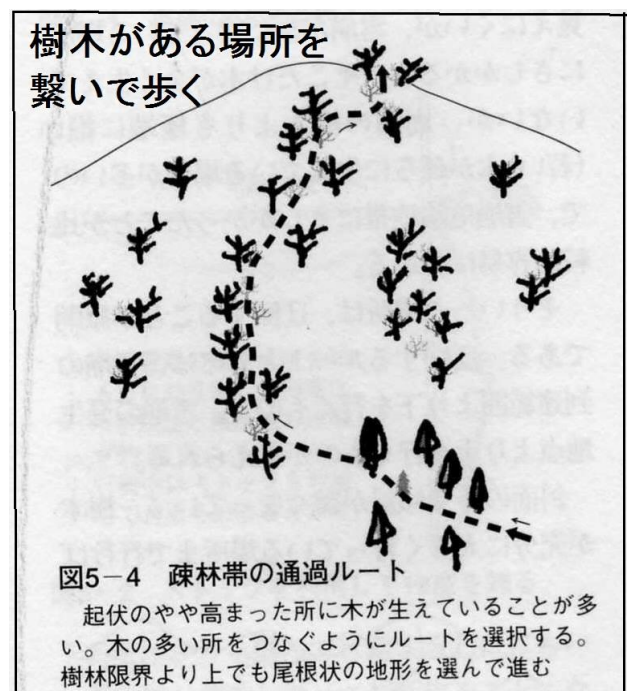 樹木がある場所を
繋いで歩く
図5-4 疎林帯の通過ルート
起伏のやや高まった所に木が生えていることが多
い。木の多い所をつなぐようにルートを選択する。
樹林限界より上でも尾根状の地形を選んで進む